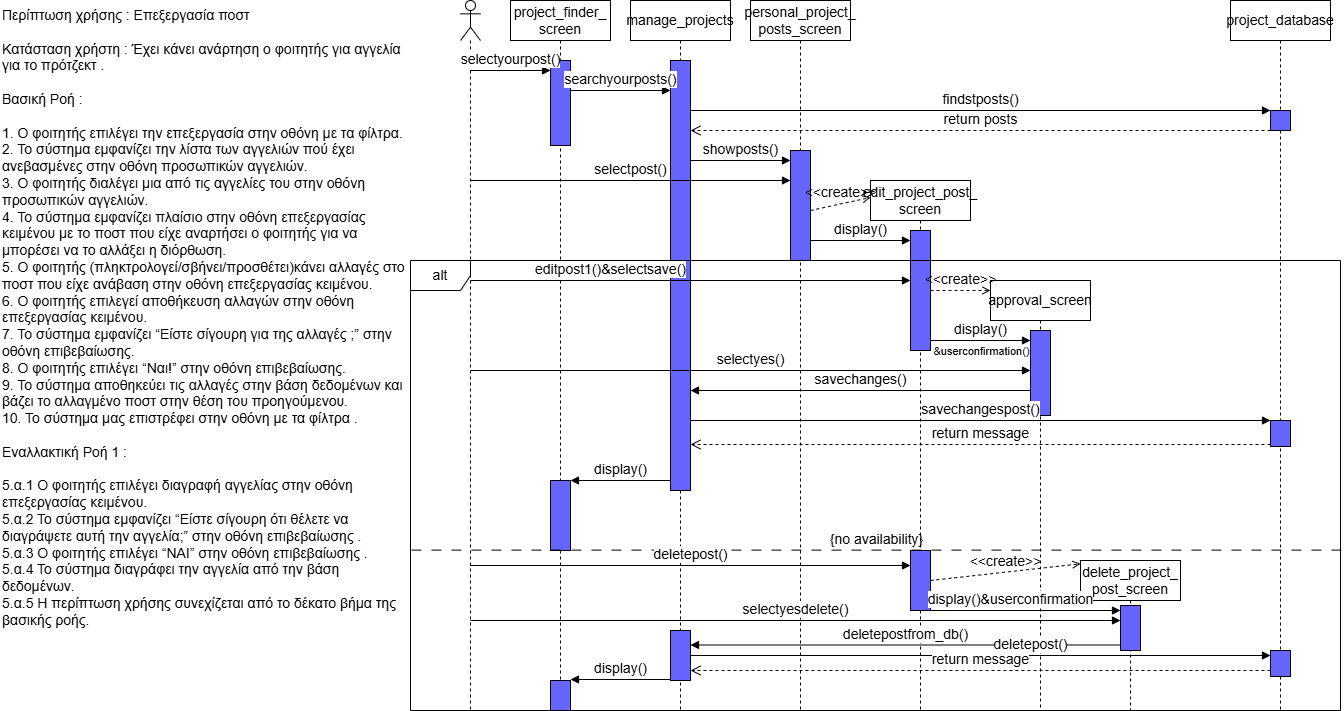 Περίπτωση χρήσης : Επεξεργασία ποστ
Κατάσταση χρήστη : Έχει κάνει ανάρτηση ο φοιτητής για αγγελία
για το πρότζεκτ .
Βασική Ροή :
1. Ο φοιτητής επιλέγει την επεξεργασία στην οθόνη με τα φίλτρα.
2. Το σύστημα εμφανίζει την λίστα των αγγελιών πού έχει
ανεβασμένες στην οθόνη προσωπικών αγγελιών.
3. Ο φοιτητής διαλέγει μια από τις αγγελίες του στην οθόνη
προσωπικών αγγελιών.
4. Το σύστημα εμφανίζει πλαίσιο στην οθόνη επεξεργασίας
κειμένου με το ποστ που είχε αναρτήσει ο φοιτητής για να
μπορέσει να το αλλάξει η διόρθωση.
5. Ο φοιτητής (πληκτρολογεί/σβήνει/προσθέτει)κάνει αλλαγές στο
ποστ που είχε ανάβαση στην οθόνη επεξεργασίας κειμένου.
6. Ο φοιτητής επιλεγεί αποθήκευση αλλαγών στην οθόνη
επεξεργασίας κειμένου.
7. Το σύστημα εμφανίζει “Είστε σίγουρη για της αλλαγές ;” στην
οθόνη επιβεβαίωσης.
8. Ο φοιτητής επιλέγει “Ναι!” στην οθόνη επιβεβαίωσης.
9. Το σύστημα αποθηκεύει τις αλλαγές στην βάση δεδομένων και
βάζει το αλλαγμένο ποστ στην θέση του προηγούμενου.
10. Το σύστημα μας επιστρέφει στην οθόνη με τα φίλτρα .
Εναλλακτική Ροή 1 :
5.α.1 Ο φοιτητής επιλέγει διαγραφή αγγελίας στην οθόνη
επεξεργασίας κειμένου.
5.α.2 Το σύστημα εμφανίζει “Είστε σίγουρη ότι θέλετε να
διαγράψετε αυτή την αγγελία;” στην οθόνη επιβεβαίωσης .
5.α.3 Ο φοιτητής επιλέγει “ΝΑΙ” στην οθόνη επιβεβαίωσης .
5.α.4 Το σύστημα διαγράφει την αγγελία από την βάση
δεδομένων.
5.α.5 Η περίπτωση χρήσης συνεχίζεται από το δέκατο βήμα της
βασικής ροής.
project_finder_
screen
manage_projects
personal_project_
posts_screen
project_database
selectyourpost()
searchyourposts()
findstposts()
return posts
showposts()
selectpost()
<<create>>
edit_project_post_
screen
display()
alt
editpost1()&selectsave()
<<create>>
approval_screen
display()
&userconfirmation()
selectyes()
savechanges()
savechangespost()
return message
display()
{no availability}
deletepost()
<<create>>
delete_project_
post_screen
display()&userconfirmation
selectyesdelete()
deletepostfrom_db()
deletepost()
return message
display()